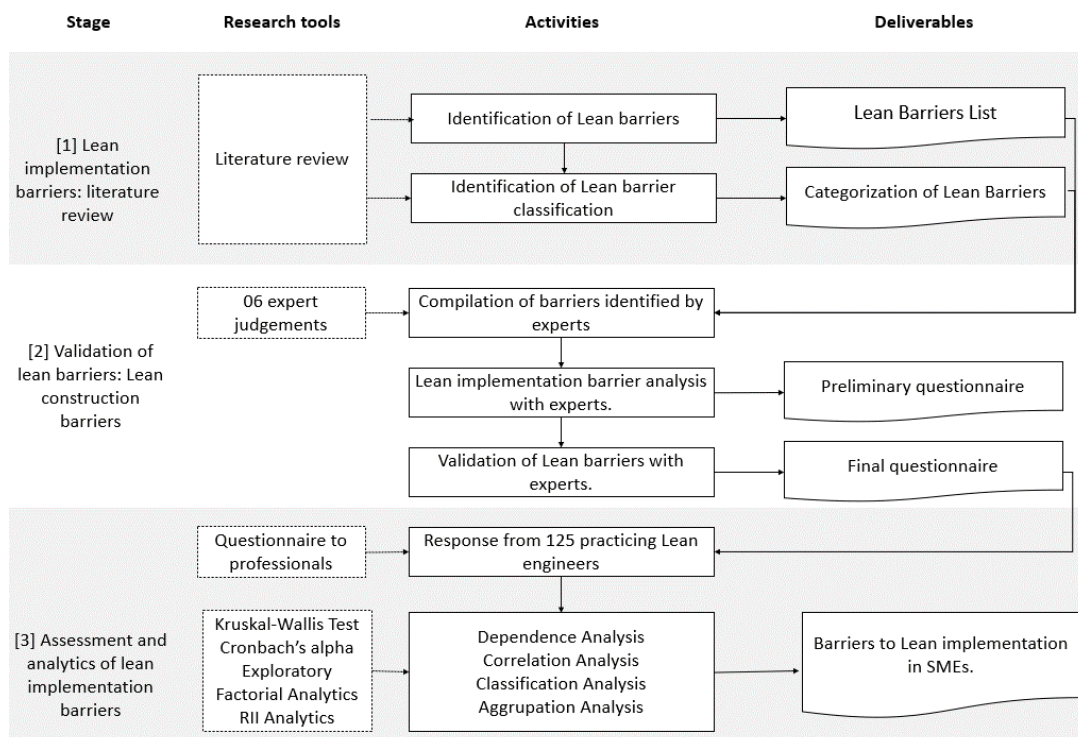 Stage
Research tools
Activities
Deliverables
[1] Lean
implementation
barriers: literature
review
Literature review
Identification of Lean barriers
Lean Barriers List
Identification of Lean barrier
classification
Categorization of Lean Barriers
[2] Validation of
lean barriers: Lean
construction
barriers
06 expert
judgements
Compilation of barriers identified by
experts
Lean implementation barrier analysis
with experts.
Preliminary questionnaire
Validation of Lean barriers with
experts.
Final questionnaire
[3] Assessment and
analytics of lean
implementation
barriers
Questionnaire to
professionals
Response from 125 practicing Lean
engineers
Kruskal-Wallis Test
Cronbach's alpha
Exploratory
Factorial Analytics
RII Analytics
Dependence Analysis
Correlation Analysis
Classification Analysis
Aggrupation Analysis
Barriers to Lean implementation
in SMEs.